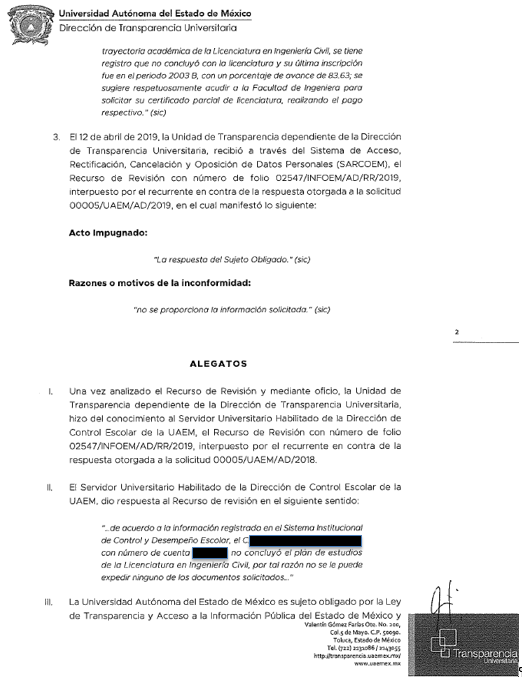 Universidad Autónoma del Estado de México
Dirección de Transparencia Universitaria
trayectoria académica de la Licenciatura en Ingeniería Civil, se tiene
registro que no concluyó con la licenciatura y su última inscripción
fue en el periodo 2003 B, con un porcentaje de avance de 83.63; se
sugiere respetuosamente acudir a la Facultad de Ingeniera para
solicitar su certificado parcial de licenciatura, realizando el pago
respectivo." (sic)
3. El 12 de abril de 2019, la Unidad de Transparencia dependiente de la Dirección
de Transparencia Universitaria, recibió a través del Sistema de Acceso,
Rectificación, Cancelación y Oposición de Datos Personales (SARCOEM), el
Recurso de Revisión con número de folio 02547/INFOEM/AD/RR/2019,
interpuesto por el recurrente en contra de la respuesta otorgada a la solicitud
00005/UAEM/AD/2019, en el cual manifestó lo siguiente:
Acto Impugnado:
"La respuesta del Sujeto Obligado." (sic)
Razones o motivos de la inconformidad:
"no se proporciona la información solicitada." (sic)
2
ALEGATOS
I. Una vez analizado el Recurso de Revisión y mediante oficio, la Unidad de
Transparencia dependiente de la Dirección de Transparencia Universitaria,
hizo del conocimiento al Servidor Universitario Habilitado de la Dirección de
Control Escolar de la UAEM, el Recurso de Revisión con número de folio
02547/INFOEM/AD/RR/2019, interpuesto por el recurrente en contra de la
respuesta otorgada a la solicitud 00005/UAEM/AD/2018.
II. El Servidor Universitario Habilitado de la Dirección de Control Escolar de la
UAEM, dio respuesta al Recurso de revisión en el siguiente sentido:
"...de acuerdo a la información registrada en el Sistema Institucional
de Control y Desempeño Escolar, el C.
con número de cuenta no concluyó el plan de estudios
de la Licenciatura en Ingeniería Civil, por tal razón no se le puede
expedir ninguno de los documentos solicitados..."
III. La Universidad Autónoma del Estado de México es sujeto obligado por la Ley
de Transparencia y Acceso a la Información Pública del Estado de México y
Valentín Gómez Farías Ote. No. 200,
Col. 5 de Mayo. C.P. 50090.
Toluca, Estado de México
Tel. (722) 2131086 / 2143055
http://transparencia.uaemex.mx/
www.uaemex.mx
Transparencia
Universitaria